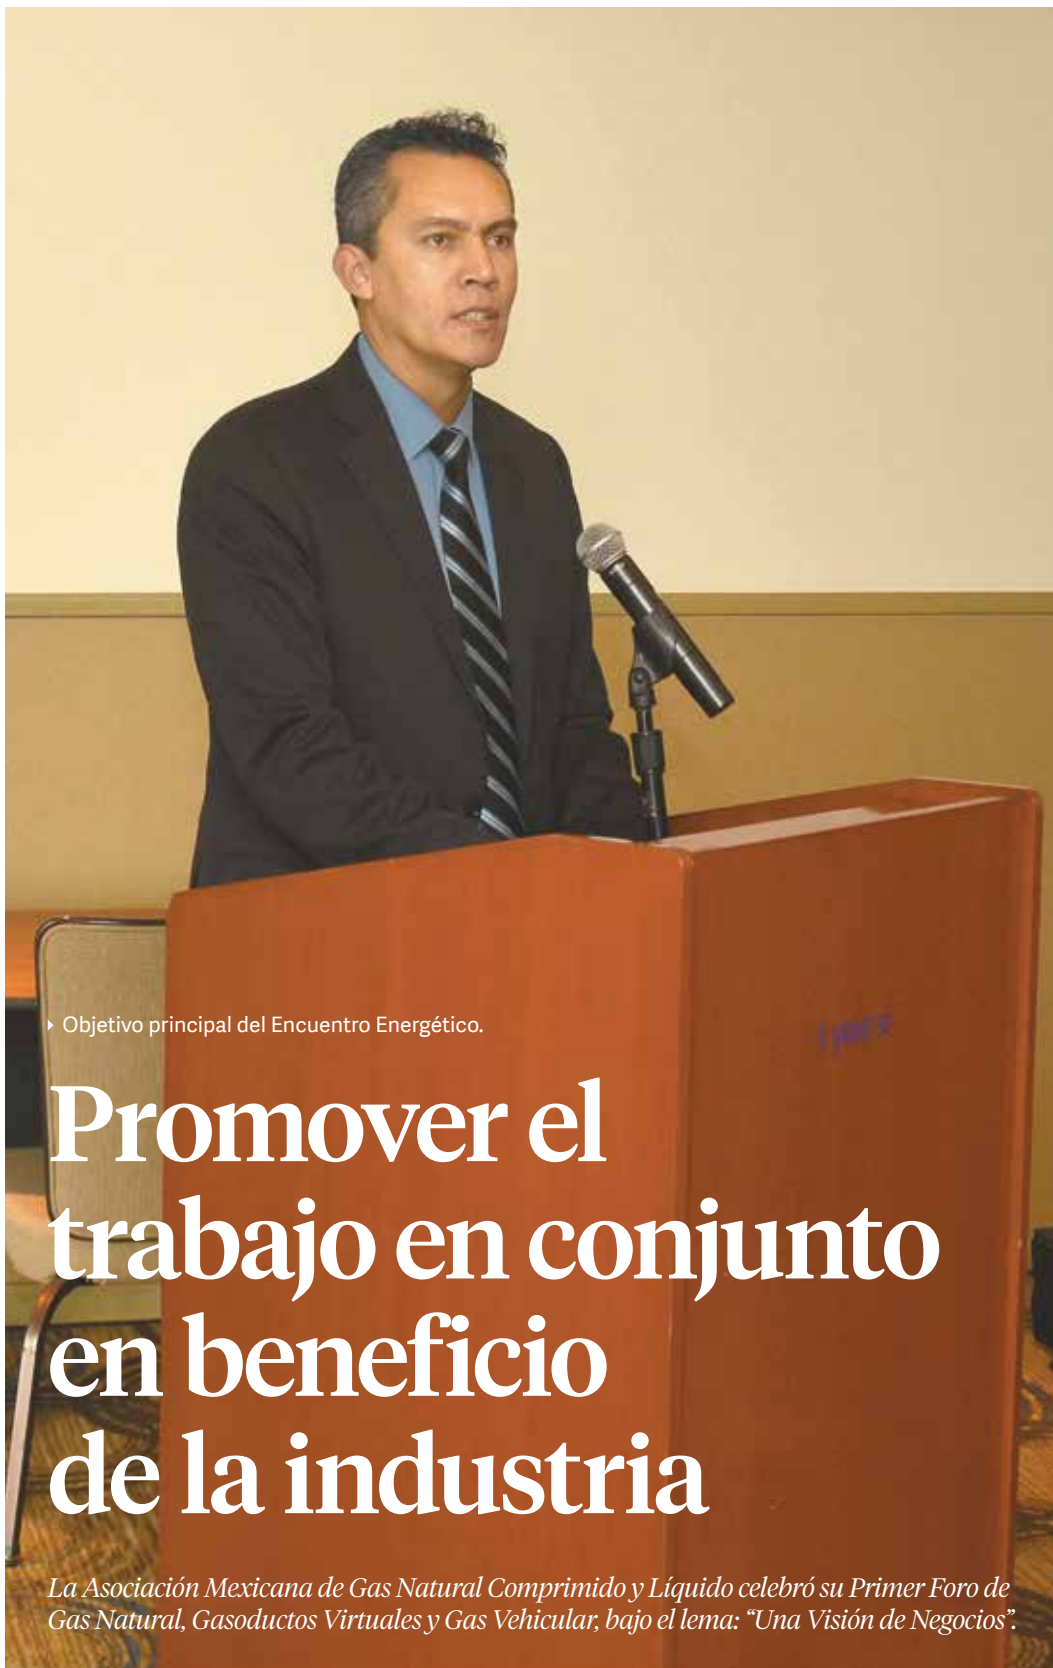 Objetivo principal del Encuentro Energético.
Promover el
trabajo en conjunto
en beneficio
de la industria
La Asociación Mexicana de Gas Natural Comprimido y Líquido celebró su Primer Foro de
Gas Natural, Gasoductos Virtuales y Gas Vehicular, bajo el lema: “Una Visión de Negocios”.